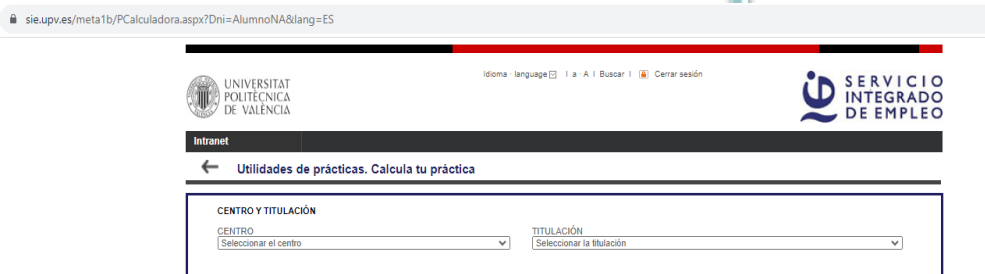 sie.upv.es/meta1b/PCalculadora.aspx?Dni=AlumnoNA&lang=ES
Idioma · language | a · A | Buscar | Cerrar sesión
UNIVERSITAT
POLITÈCNICA
DE VALÈNCIA
SERVICIO
INTEGRADO
DE EMPLEO
Intranet
Utilidades de prácticas. Calcula tu práctica
CENTRO Y TITULACIÓN
CENTRO
Seleccionar el centro
TITULACIÓN
Seleccionar la titulación